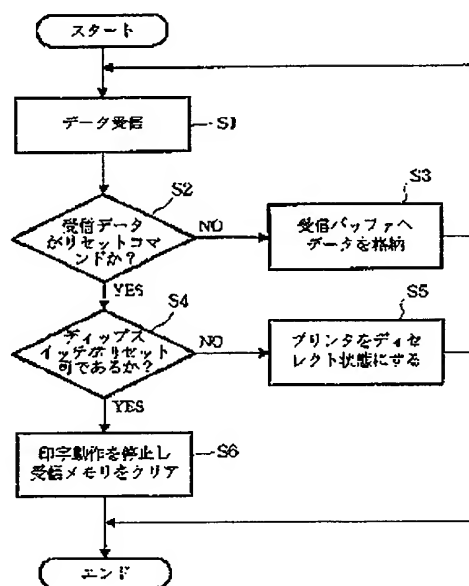 スタート
データ受信
S1
S2
受信データ
がリセットコマ
ンドか?
NO
S3
受信バッファへ
データを格納
YES
S4
ディップス
イッチがリセット
可であるか?
NO
S5
プリンタをディセ
レクト状態にする
YES
印字動作を停止し
受信メモリをクリア
S6
エンド